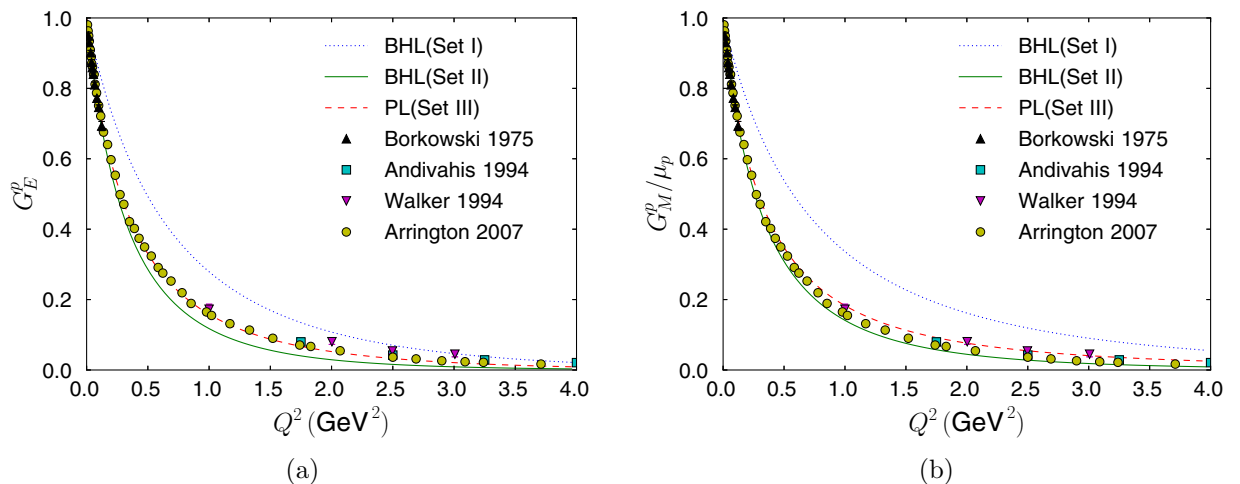 1.0
0.8
0.6
0.4
0.2
0.0
0.0 0.5 1.0 1.5 2.0 2.5 3.0 3.5 4.0
G_E^p
Q^2 (GeV^2)
BHL(Set I)
BHL(Set II)
PL(Set III)
Borkowski 1975
Andivahis 1994
Walker 1994
Arrington 2007
(a)
1.0
0.8
0.6
0.4
0.2
0.0
0.0 0.5 1.0 1.5 2.0 2.5 3.0 3.5 4.0
G_M^p/μ_p
Q^2 (GeV^2)
BHL(Set I)
BHL(Set II)
PL(Set III)
Borkowski 1975
Andivahis 1994
Walker 1994
Arrington 2007
(b)